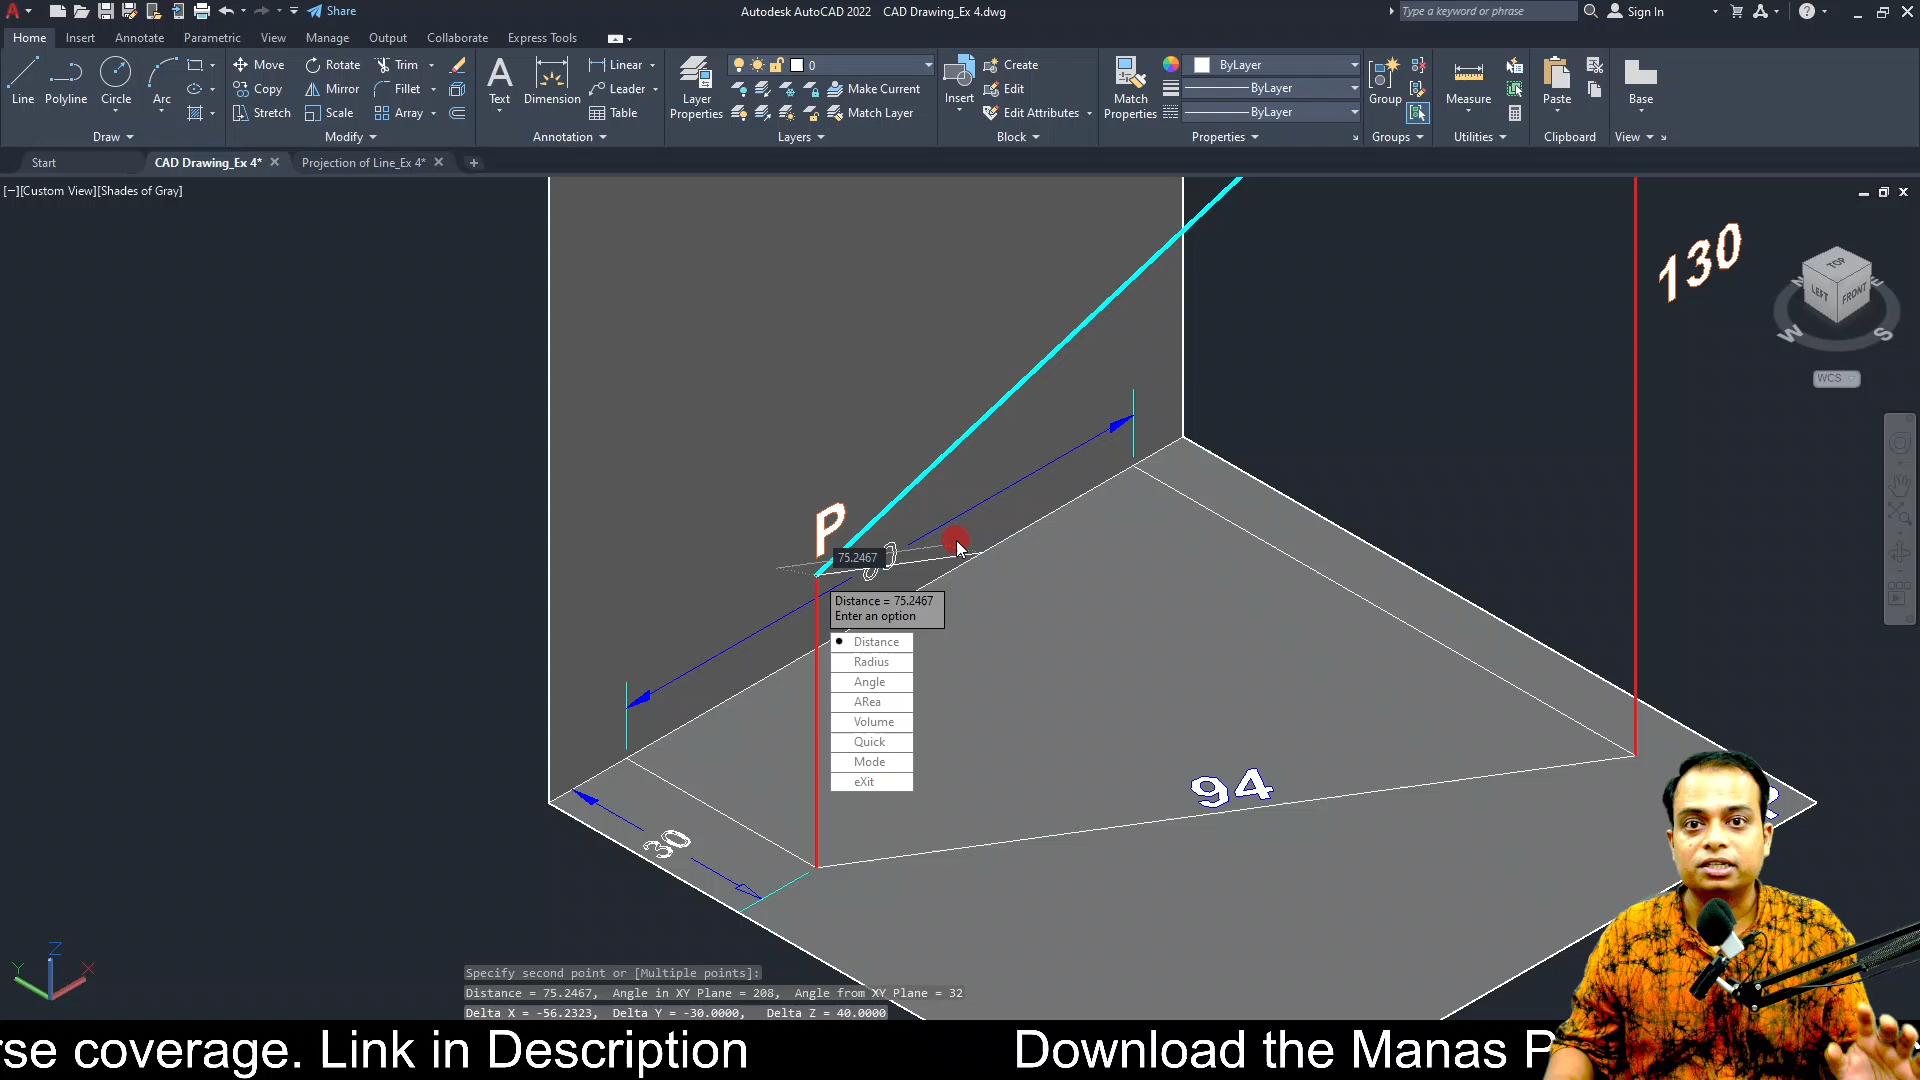 Share
Autodesk AutoCAD 2022 CAD Drawing_Ex 4.dwg
Type a keyword or phrase
Sign In
Home Insert Annotate Parametric View Manage Output Collaborate Express Tools
Line Polyline Circle Arc
Move Rotate Trim
Copy Mirror Fillet
Stretch Scale Array
Text Dimension
Linear
Leader
Table
Layer Properties
0
Make Current
Match Layer
Insert
Create
Edit
Edit Attributes
Match Properties
ByLayer
ByLayer
ByLayer
Group
Measure
Paste
Base
Draw Modify Annotation Layers Block Properties Groups Utilities Clipboard View
Start CAD Drawing_Ex 4* Projection of Line_Ex 4*
[−][Custom View][Shades of Gray]
130
TOP
LEFT FRONT
W S
WCS
P
75.2467
Distance = 75.2467
Enter an option
Distance
Radius
Angle
ARea
Volume
Quick
Mode
eXit
94
30
Z
Y X
Specify second point or [Multiple points]:
Distance = 75.2467, Angle in XY Plane = 208, Angle from XY Plane = 32
Delta X = -56.2323, Delta Y = -30.0000, Delta Z = 40.0000
rse coverage. Link in Description Download the Manas P